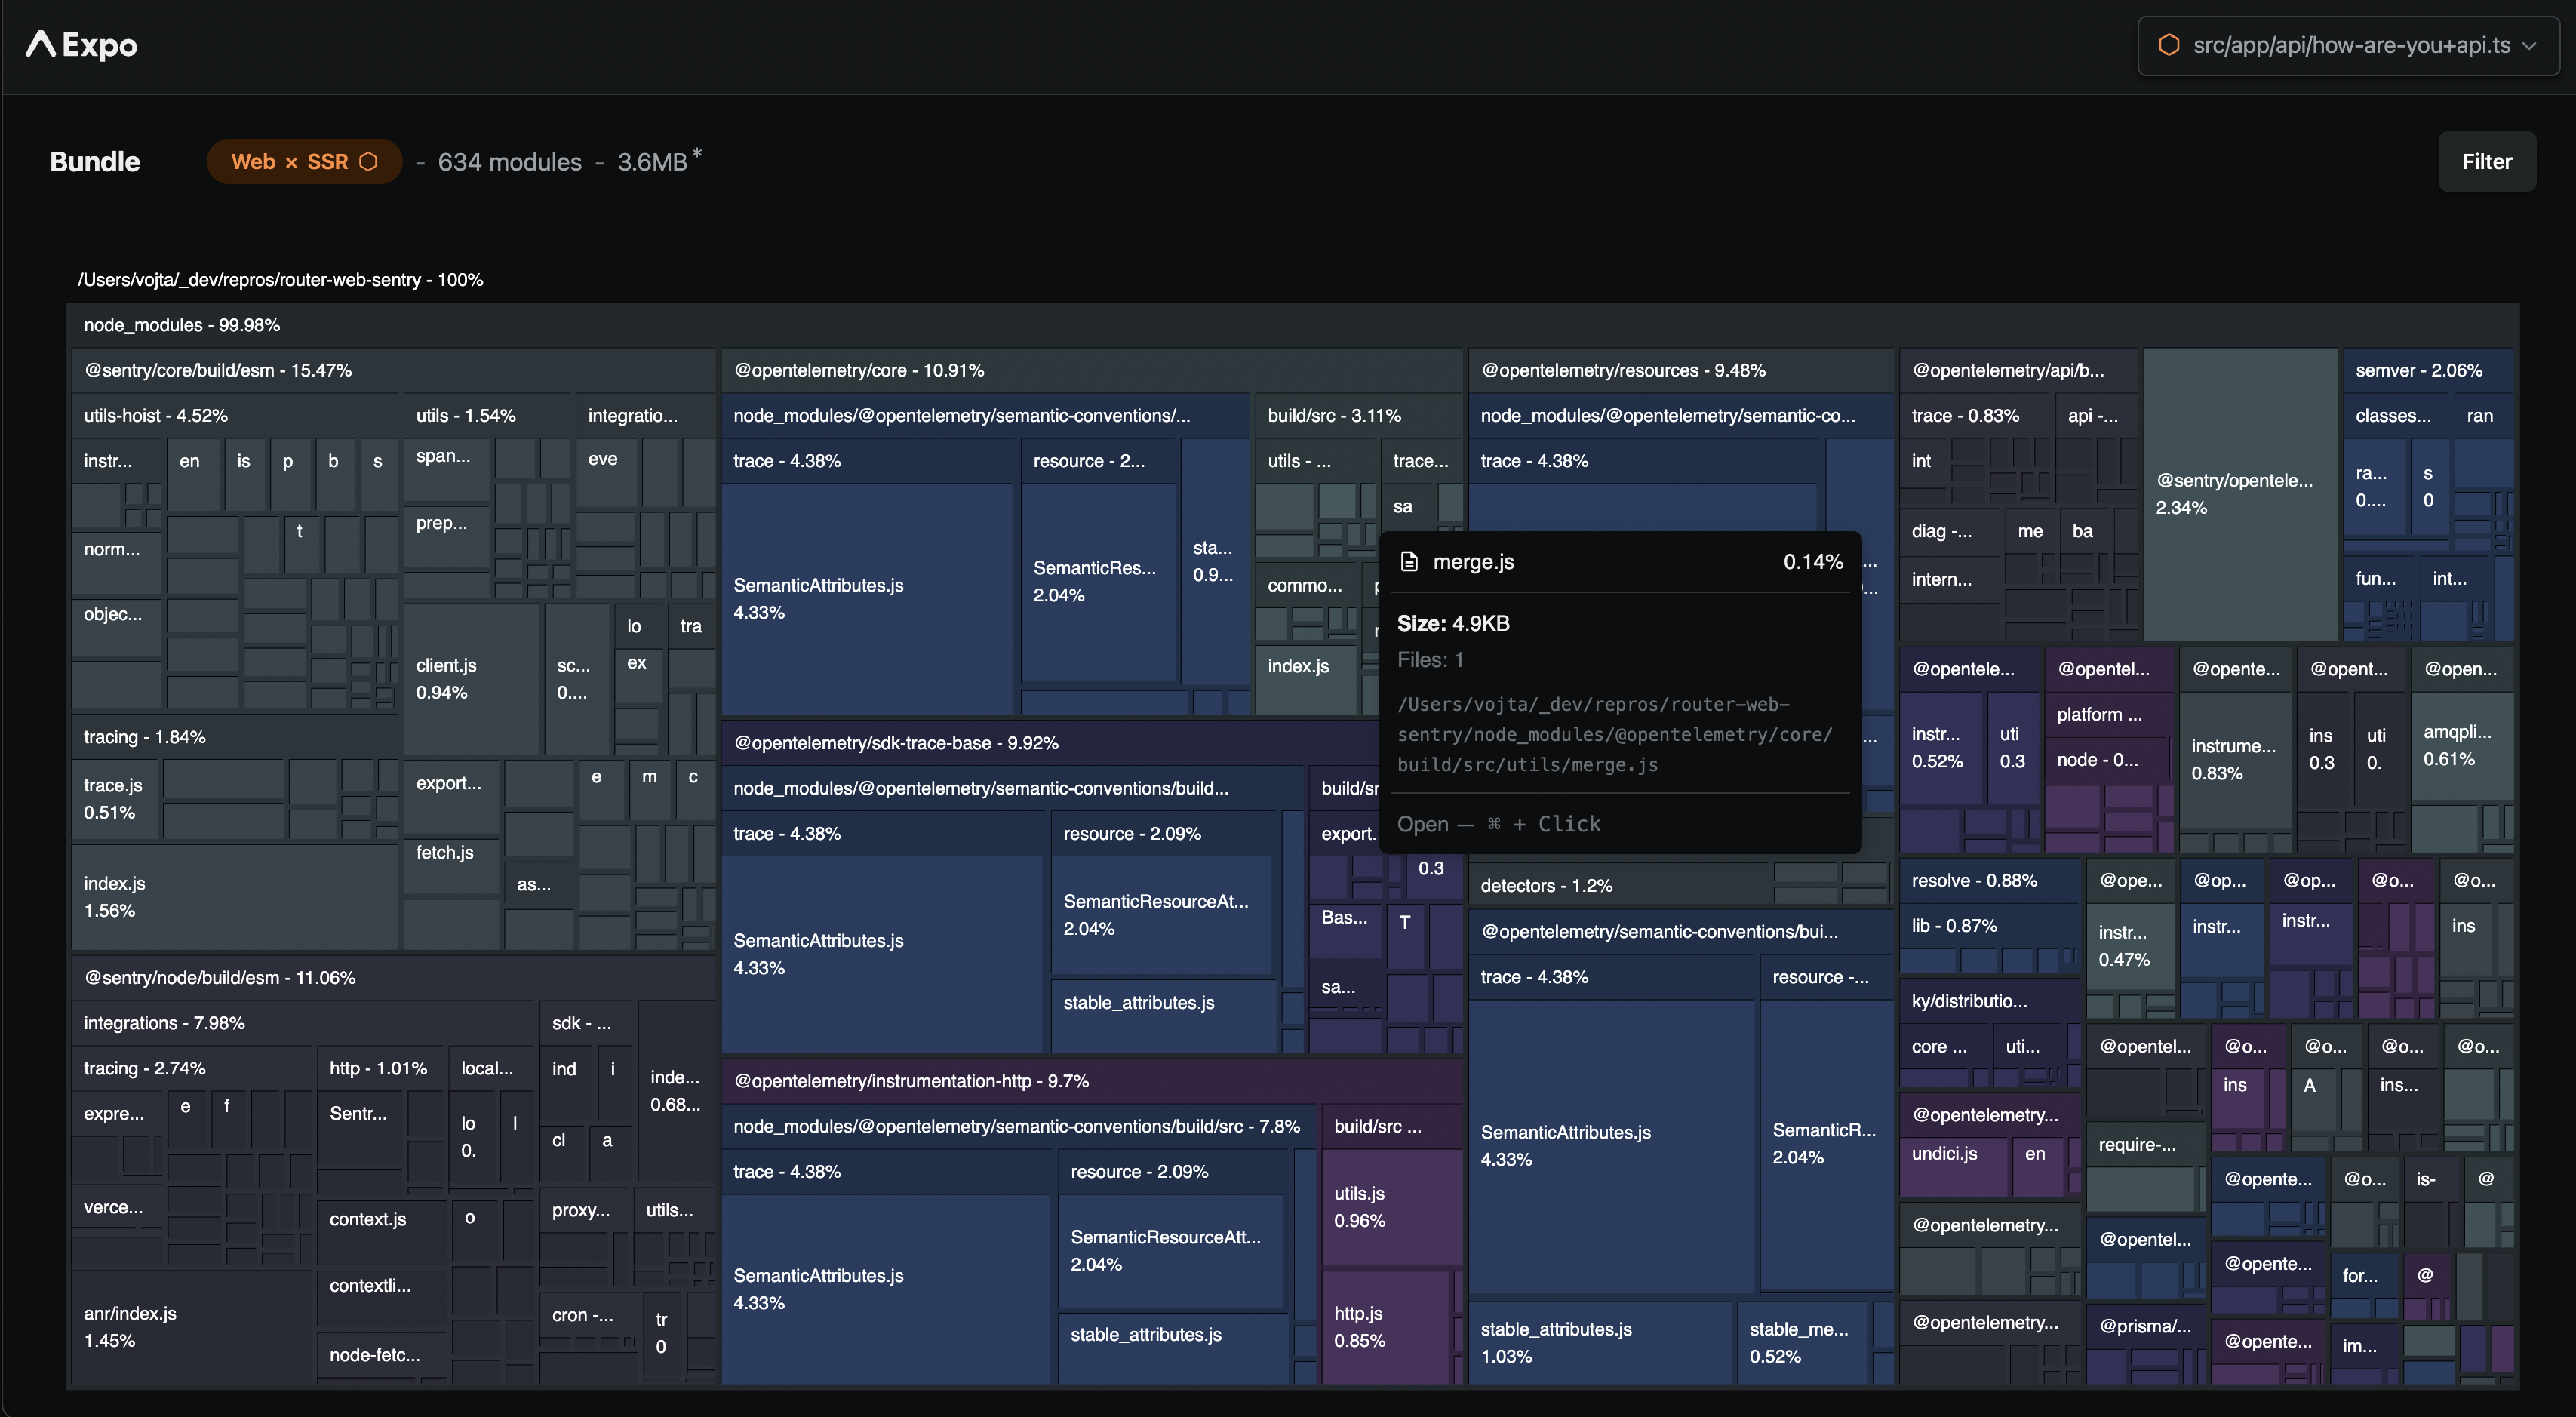 Expo
src/app/api/how-are-you+api.ts
Bundle
Web × SSR
- 634 modules - 3.6MB*
Filter
/Users/vojta/_dev/repros/router-web-sentry - 100%
node_modules - 99.98%
@sentry/core/build/esm - 15.47%
utils-hoist - 4.52%
instr...
en
is
p
b
s
t
norm...
objec...
utils - 1.54%
span...
prep...
integratio...
eve
client.js
0.94%
sc...
0....
lo
ex
tra
tracing - 1.84%
trace.js
0.51%
index.js
1.56%
export...
fetch.js
as...
e
m
c
@sentry/node/build/esm - 11.06%
integrations - 7.98%
tracing - 2.74%
expre...
e
f
verce...
anr/index.js
1.45%
http - 1.01%
Sentr...
context.js
contextli...
node-fetc...
local...
lo
0.
l
o
sdk - ...
ind
i
cl
a
inde...
0.68...
proxy...
utils...
cron -...
tr
0
@opentelemetry/core - 10.91%
node_modules/@opentelemetry/semantic-conventions/...
trace - 4.38%
SemanticAttributes.js
4.33%
resource - 2...
SemanticRes...
2.04%
sta...
0.9...
build/src - 3.11%
utils - ...
trace...
sa
commo...
index.js
@opentelemetry/sdk-trace-base - 9.92%
node_modules/@opentelemetry/semantic-conventions/build...
trace - 4.38%
SemanticAttributes.js
4.33%
resource - 2.09%
SemanticResourceAt...
2.04%
stable_attributes.js
build/sr
export...
0.3
Bas...
T
sa...
@opentelemetry/instrumentation-http - 9.7%
node_modules/@opentelemetry/semantic-conventions/build/src - 7.8%
trace - 4.38%
SemanticAttributes.js
4.33%
resource - 2.09%
SemanticResourceAtt...
2.04%
stable_attributes.js
build/src ...
utils.js
0.96%
http.js
0.85%
@opentelemetry/resources - 9.48%
node_modules/@opentelemetry/semantic-co...
trace - 4.38%
merge.js
0.14%
Size: 4.9KB
Files: 1
/Users/vojta/_dev/repros/router-web-
sentry/node_modules/@opentelemetry/core/
build/src/utils/merge.js
Open — ⌘ + Click
detectors - 1.2%
@opentelemetry/semantic-conventions/bui...
trace - 4.38%
SemanticAttributes.js
4.33%
resource -...
SemanticR...
2.04%
stable_attributes.js
1.03%
stable_me...
0.52%
@opentelemetry/api/b...
trace - 0.83%
int
api -...
diag -...
intern...
me
ba
@sentry/opentele...
2.34%
semver - 2.06%
classes...
ra...
0....
s
0
ran
fun...
int...
@opentele...
instr...
0.52%
uti
0.3
@opentel...
platform ...
node - 0...
@opente...
instrume...
0.83%
@opent...
ins
0.3
uti
0.
@open...
amqpli...
0.61%
resolve - 0.88%
lib - 0.87%
@ope...
instr...
0.47%
@op...
instr...
@op...
instr...
@o...
@o...
ins
ky/distributio...
core ...
uti...
@opentelemetry...
undici.js
en
@opentelemetry...
@opentelemetry...
@opentel...
require-...
@opentel...
@prisma/...
@o...
ins
@o...
A
@o...
ins...
@o...
@opente...
@o...
is-
@
@opente...
for...
@
@opente...
im...